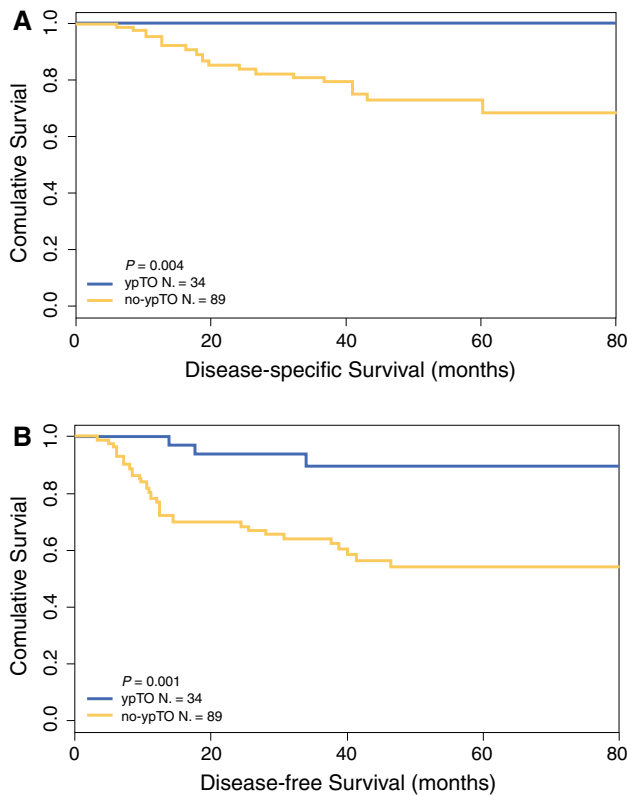 A
Comulative Survial
1.0
0.8
0.6
0.4
0.2
0.0
P = 0.004
ypTO N. = 34
no-ypTO N. = 89
0 20 40 60 80
Disease-specific Survival (months)
B
Comulative Survial
1.0
0.8
0.6
0.4
0.2
0.0
P = 0.001
ypTO N. = 34
no-ypTO N. = 89
0 20 40 60 80
Disease-free Survival (months)